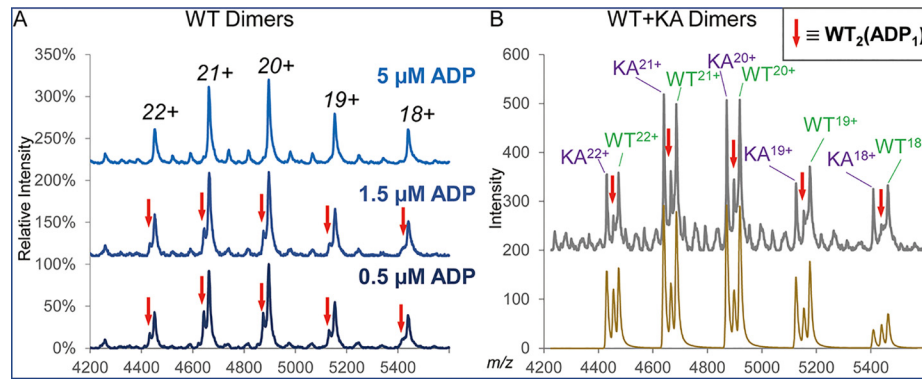 A
WT Dimers
350%
300%
250%
200%
150%
100%
50%
0%
Relative Intensity
22+
21+
20+
19+
18+
5 µM ADP
1.5 µM ADP
0.5 µM ADP
4200
4400
4600
4800
5000
5200
5400
m/z
B
WT+KA Dimers
≡ WT₂(ADP₁)
600
500
400
300
200
100
0
Intensity
KA²²⁺
WT²²⁺
KA²¹⁺
WT²¹⁺
KA²⁰⁺
WT²⁰⁺
KA¹⁹⁺
WT¹⁹⁺
KA¹⁸⁺
WT¹⁸
4200
4400
4600
4800
5000
5200
5400